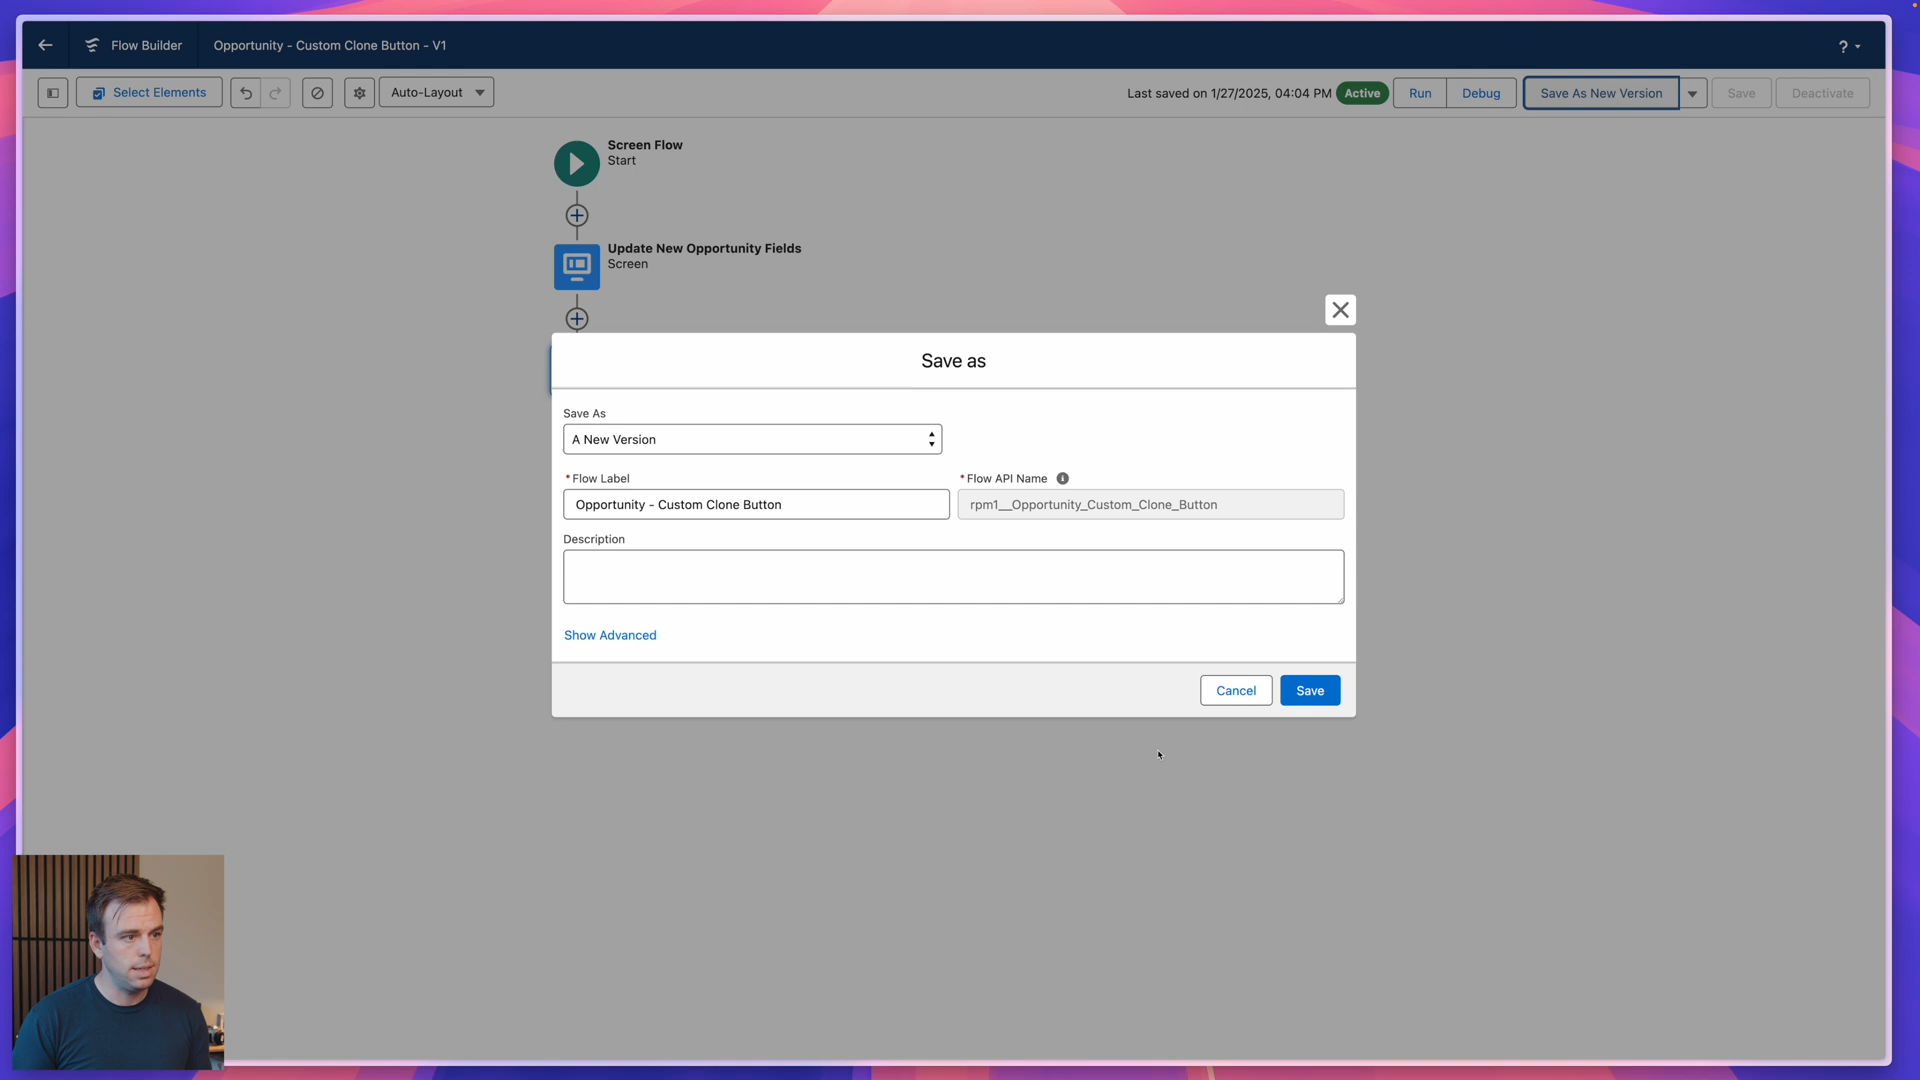 Flow Builder
Opportunity - Custom Clone Button - V1
?
Select Elements
Auto-Layout
Last saved on 1/27/2025, 04:04 PM
Active
Run
Debug
Save As New Version
Save
Deactivate
Screen Flow
Start
Update New Opportunity Fields
Screen
Save as
Save As
A New Version
* Flow Label
* Flow API Name
Opportunity - Custom Clone Button
rpm1__Opportunity_Custom_Clone_Button
Description
Show Advanced
Cancel
Save